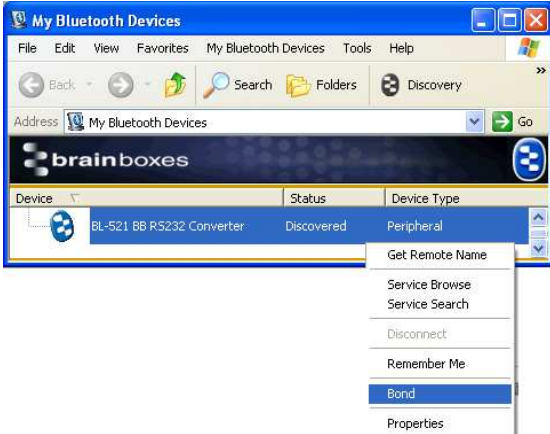 My Bluetooth Devices
File Edit View Favorites My Bluetooth Devices Tools Help
Back Search Folders Discovery »
Address My Bluetooth Devices Go
brainboxes
Device Status Device Type
BL-521 BB RS232 Converter Discovered Peripheral
Get Remote Name
Service Browse
Service Search
Disconnect
Remember Me
Bond
Properties